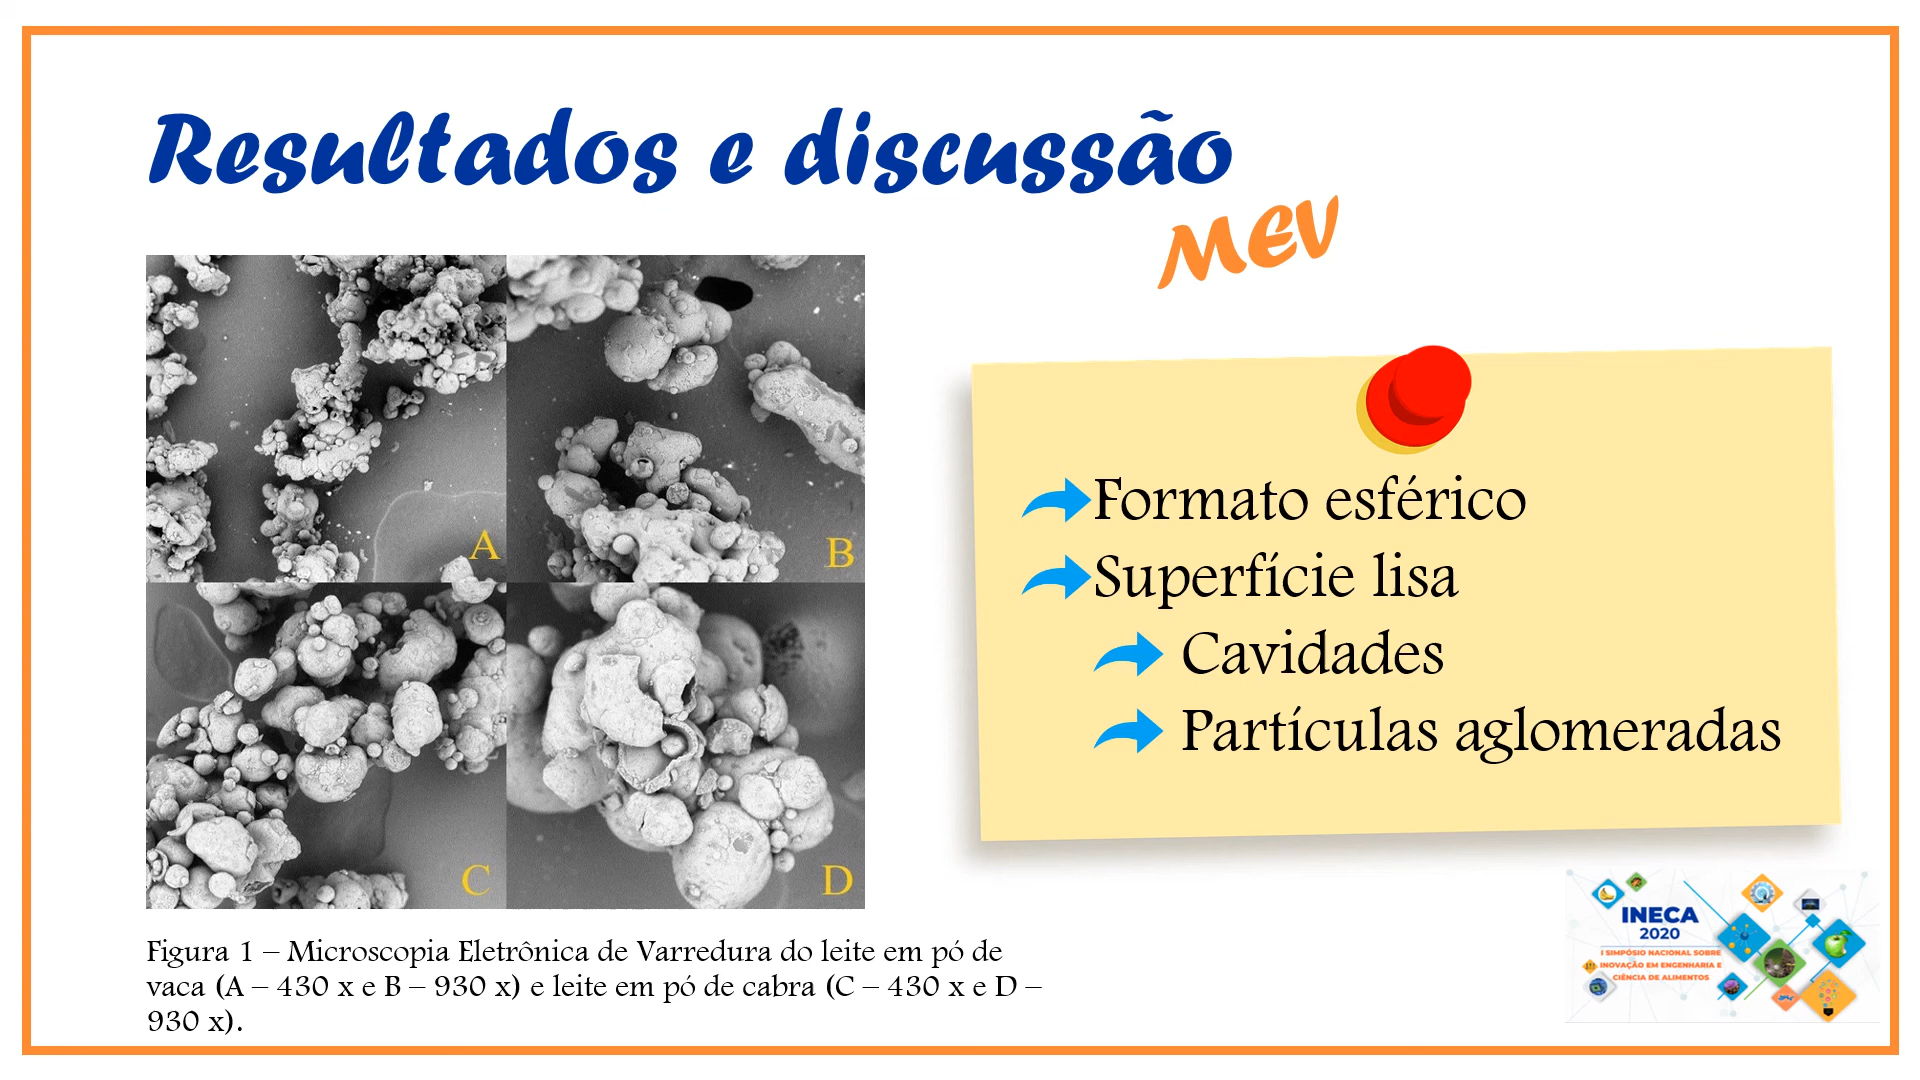 Resultados e discussão
MEV
A
B
C
D
Formato esférico
Superfície lisa
Cavidades
Partículas aglomeradas
Figura 1 – Microscopia Eletrônica de Varredura do leite em pó de
vaca (A – 430 x e B – 930 x) e leite em pó de cabra (C – 430 x e D –
930 x).
INECA
2020
I SIMPÓSIO NACIONAL SOBRE
INOVAÇÃO EM ENGENHARIA E
CIÊNCIA DE ALIMENTOS